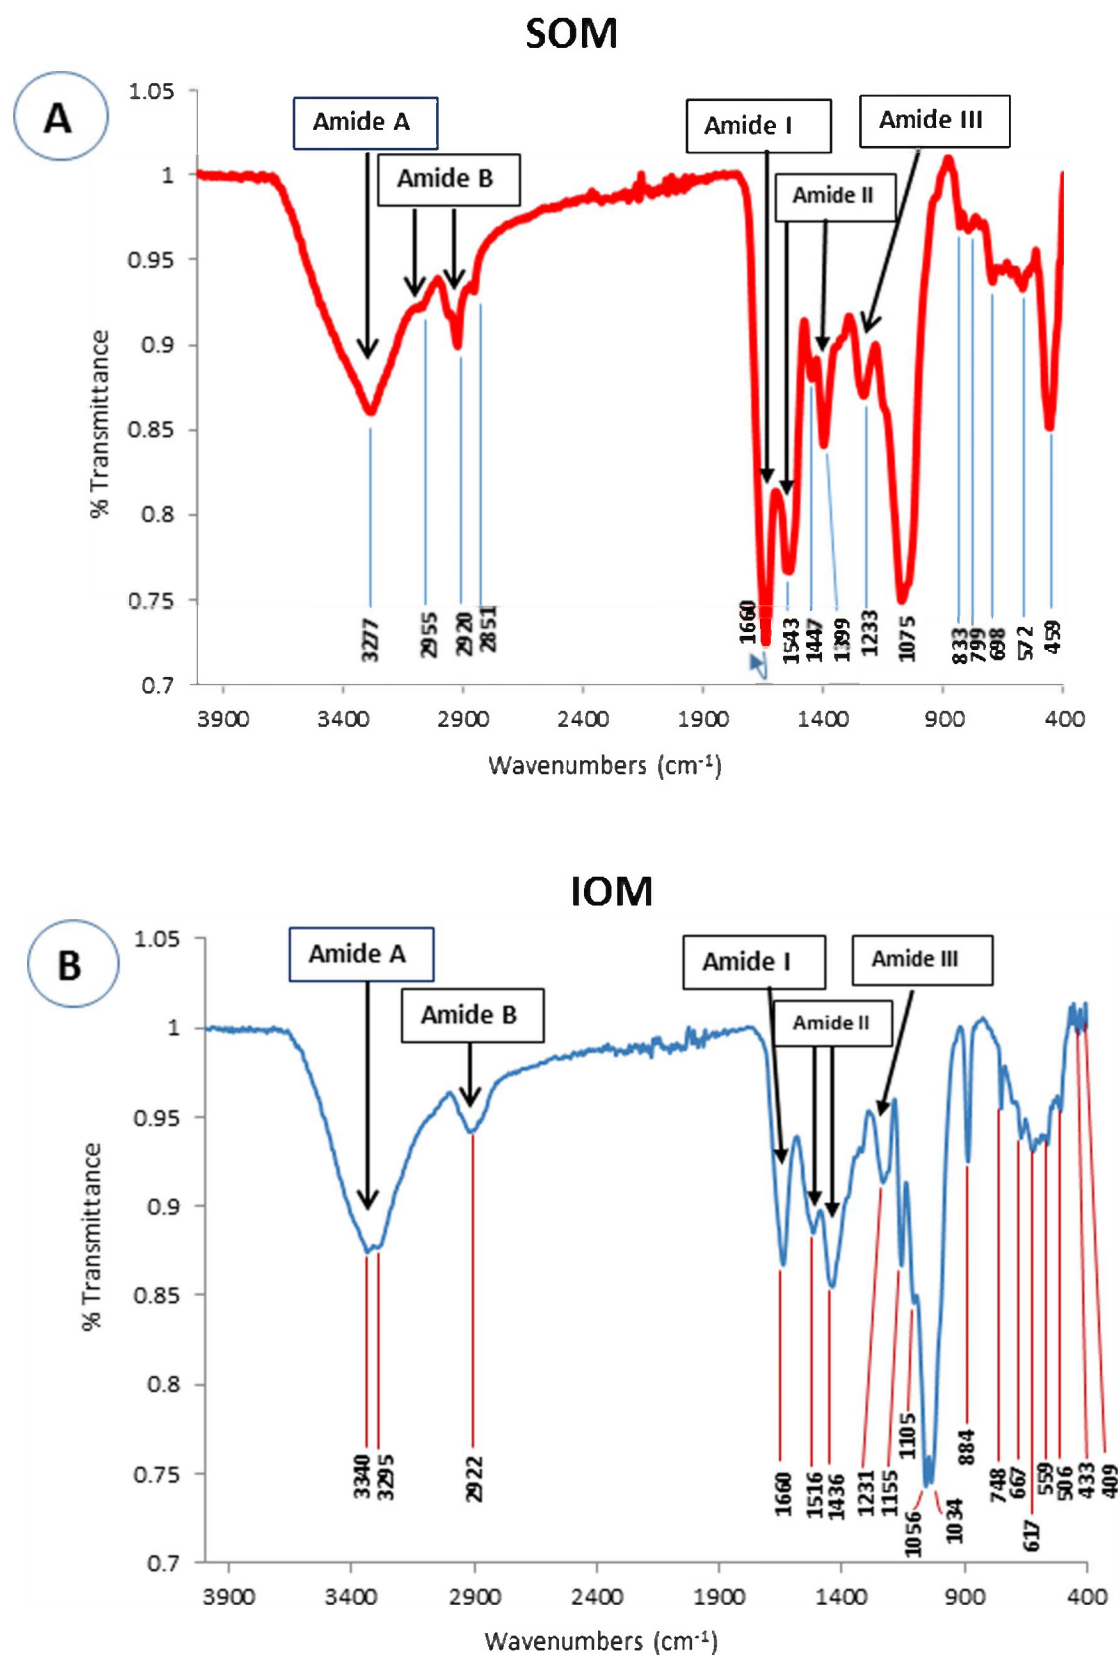 SOM
A
1.05
Amide A
Amide I
Amide III
Amide B
1
Amide II
0.95
0.9
0.85
0.8
0.75
0.7
% Transmittance
3277
2955
2920
2851
1660
1543
1447
1399
1233
1075
833
799
698
572
459
3900 3400 2900 2400 1900 1400 900 400
Wavenumbers (cm-1)
IOM
B
1.05
Amide A
Amide I
Amide III
Amide B
Amide II
1
0.95
0.9
0.85
0.8
0.75
0.7
% Transmittance
3340
3295
2922
1660
1516
1436
1231
1155
1105
1056
1034
884
748
667
617
559
506
433
409
3900 3400 2900 2400 1900 1400 900 400
Wavenumbers (cm-1)